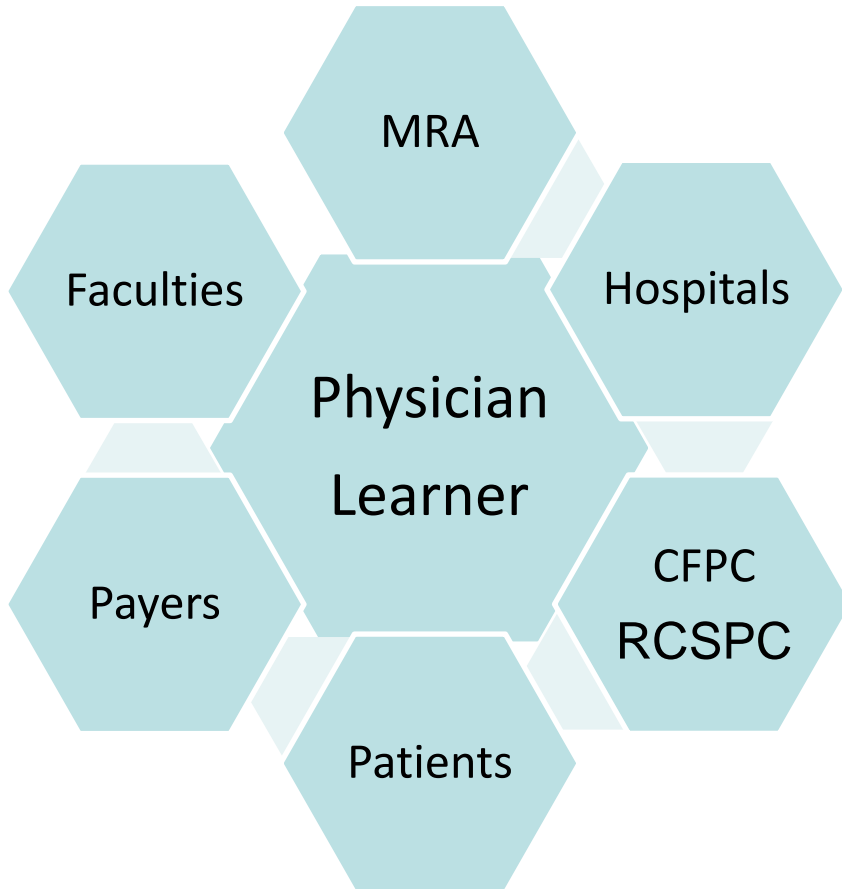 MRA
Faculties
Hospitals
Physician
Learner
CFPC
RCSPC
Payers
Patients